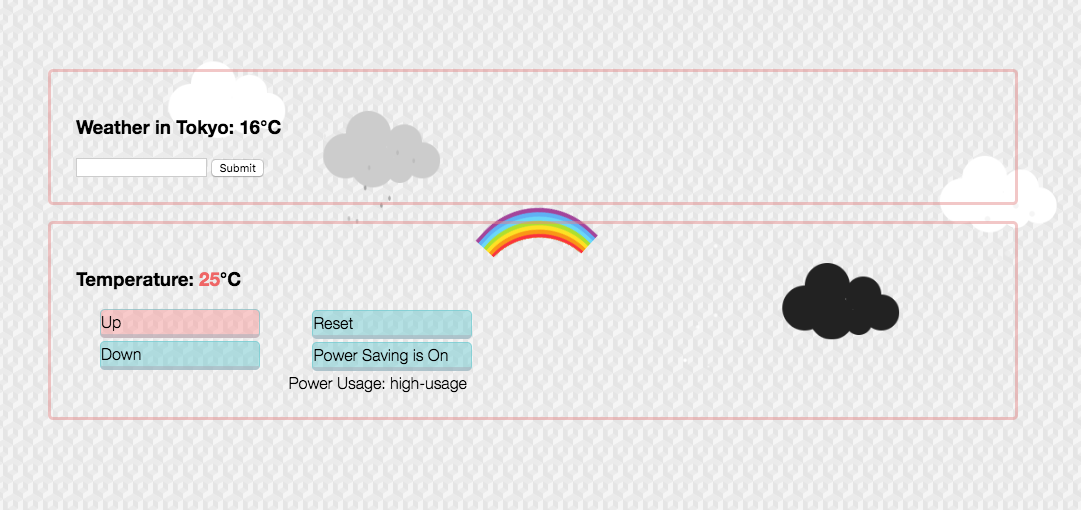 Weather in Tokyo: 16°C
Submit
Temperature: 25°C
Up
Reset
Down
Power Saving is On
Power Usage: high-usage